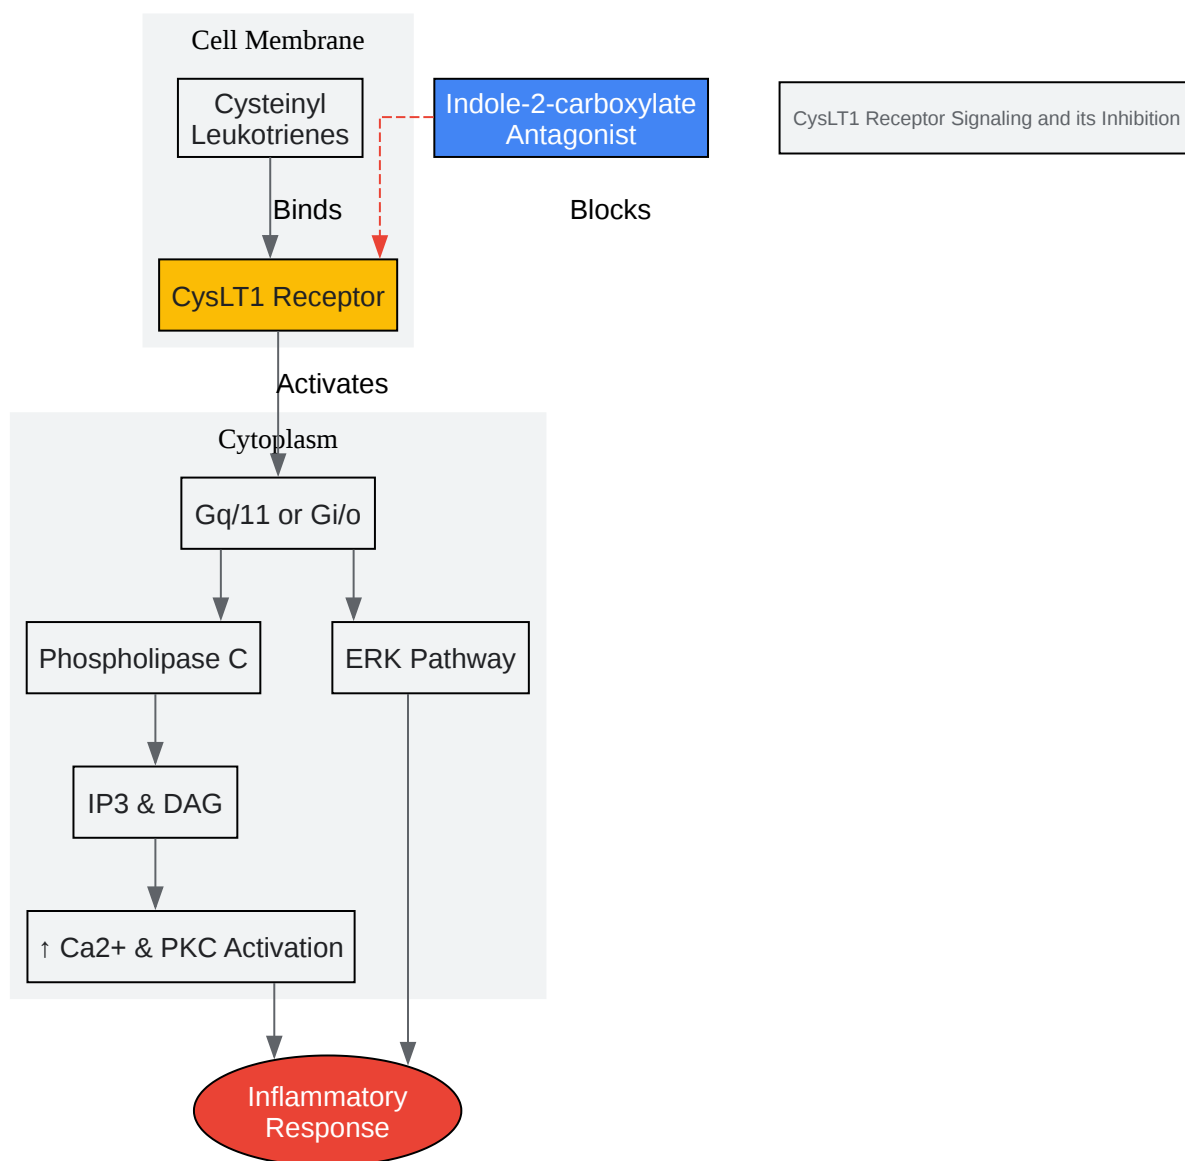 Cell Membrane
Cysteinyl
Leukotrienes
Indole-2-carboxylate
Antagonist
CysLT1 Receptor Signaling and its Inhibition
Binds
Blocks
CysLT1 Receptor
Activates
Cytoplasm
Gq/11 or Gi/o
Phospholipase C
ERK Pathway
IP3 & DAG
↑ Ca2+ & PKC Activation
Inflammatory
Response